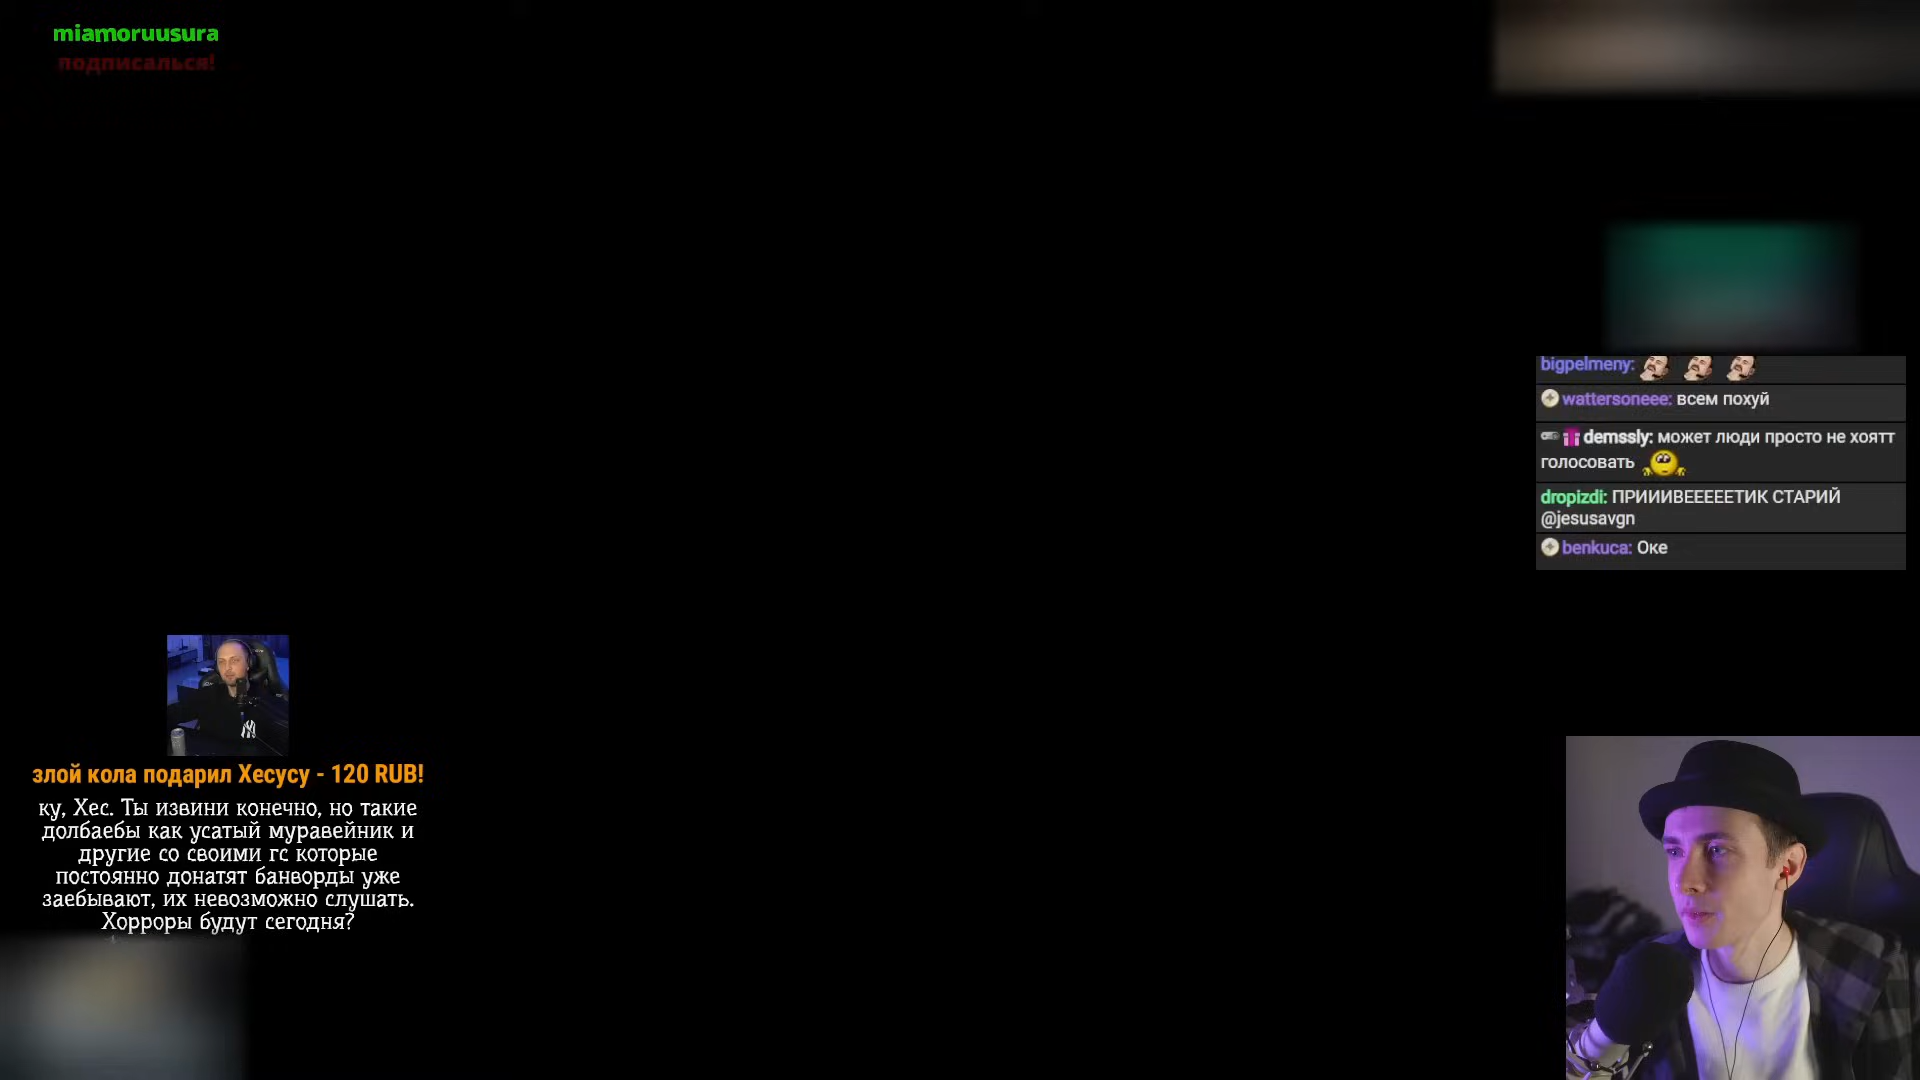 miamoruusura
подписалься!
bigpelmeny:
wattersoneee: всем похуй
demssly: может люди просто не хоятт
голосовать
dropizdi: ПРИИИВЕЕЕЕЕТИК СТАРИЙ
@jesusavgn
benkuca: Оке
злой кола подарил Хесусу - 120 RUB!
ку, Хес. Ты извини конечно, но такие
долбаебы как усатый муравейник и
другие со своими гс которые
постоянно донатят банворды уже
заебывают, их невозможно слушать.
Хорроры будут сегодня?